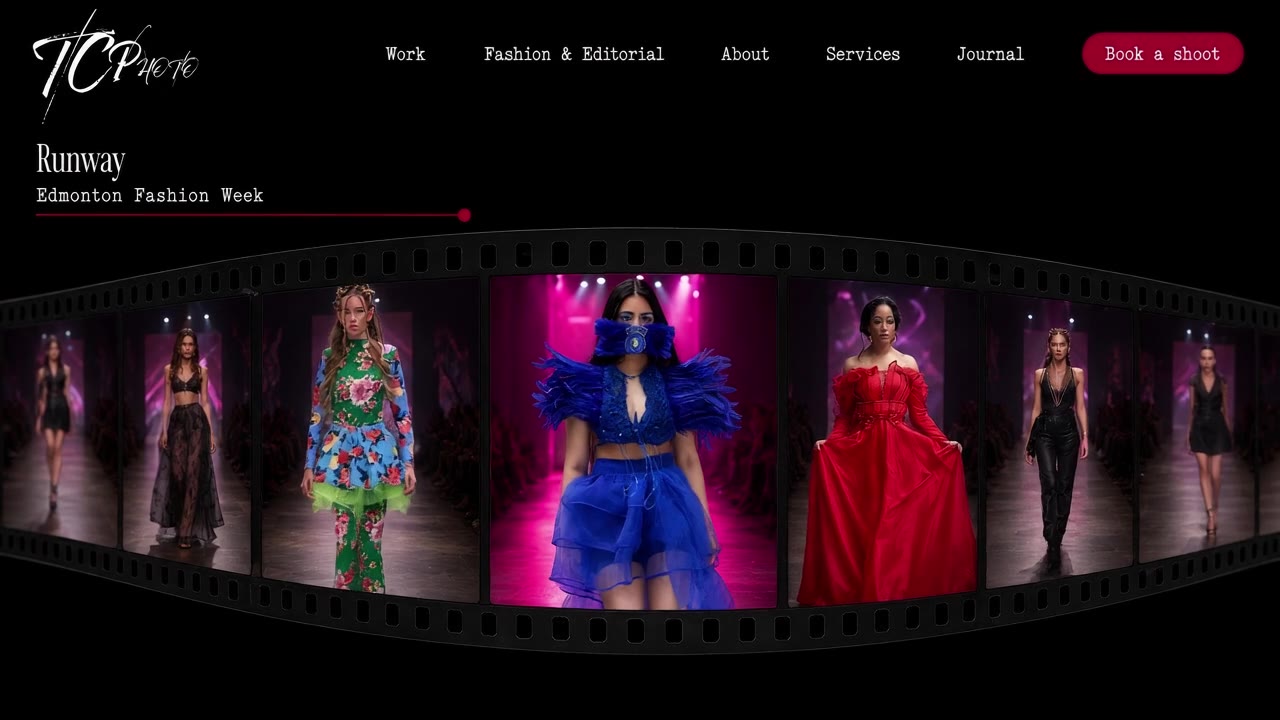 TCPHOTO
Work
Fashion & Editorial
About
Services
Journal
Book a shoot
Runway
Edmonton Fashion Week